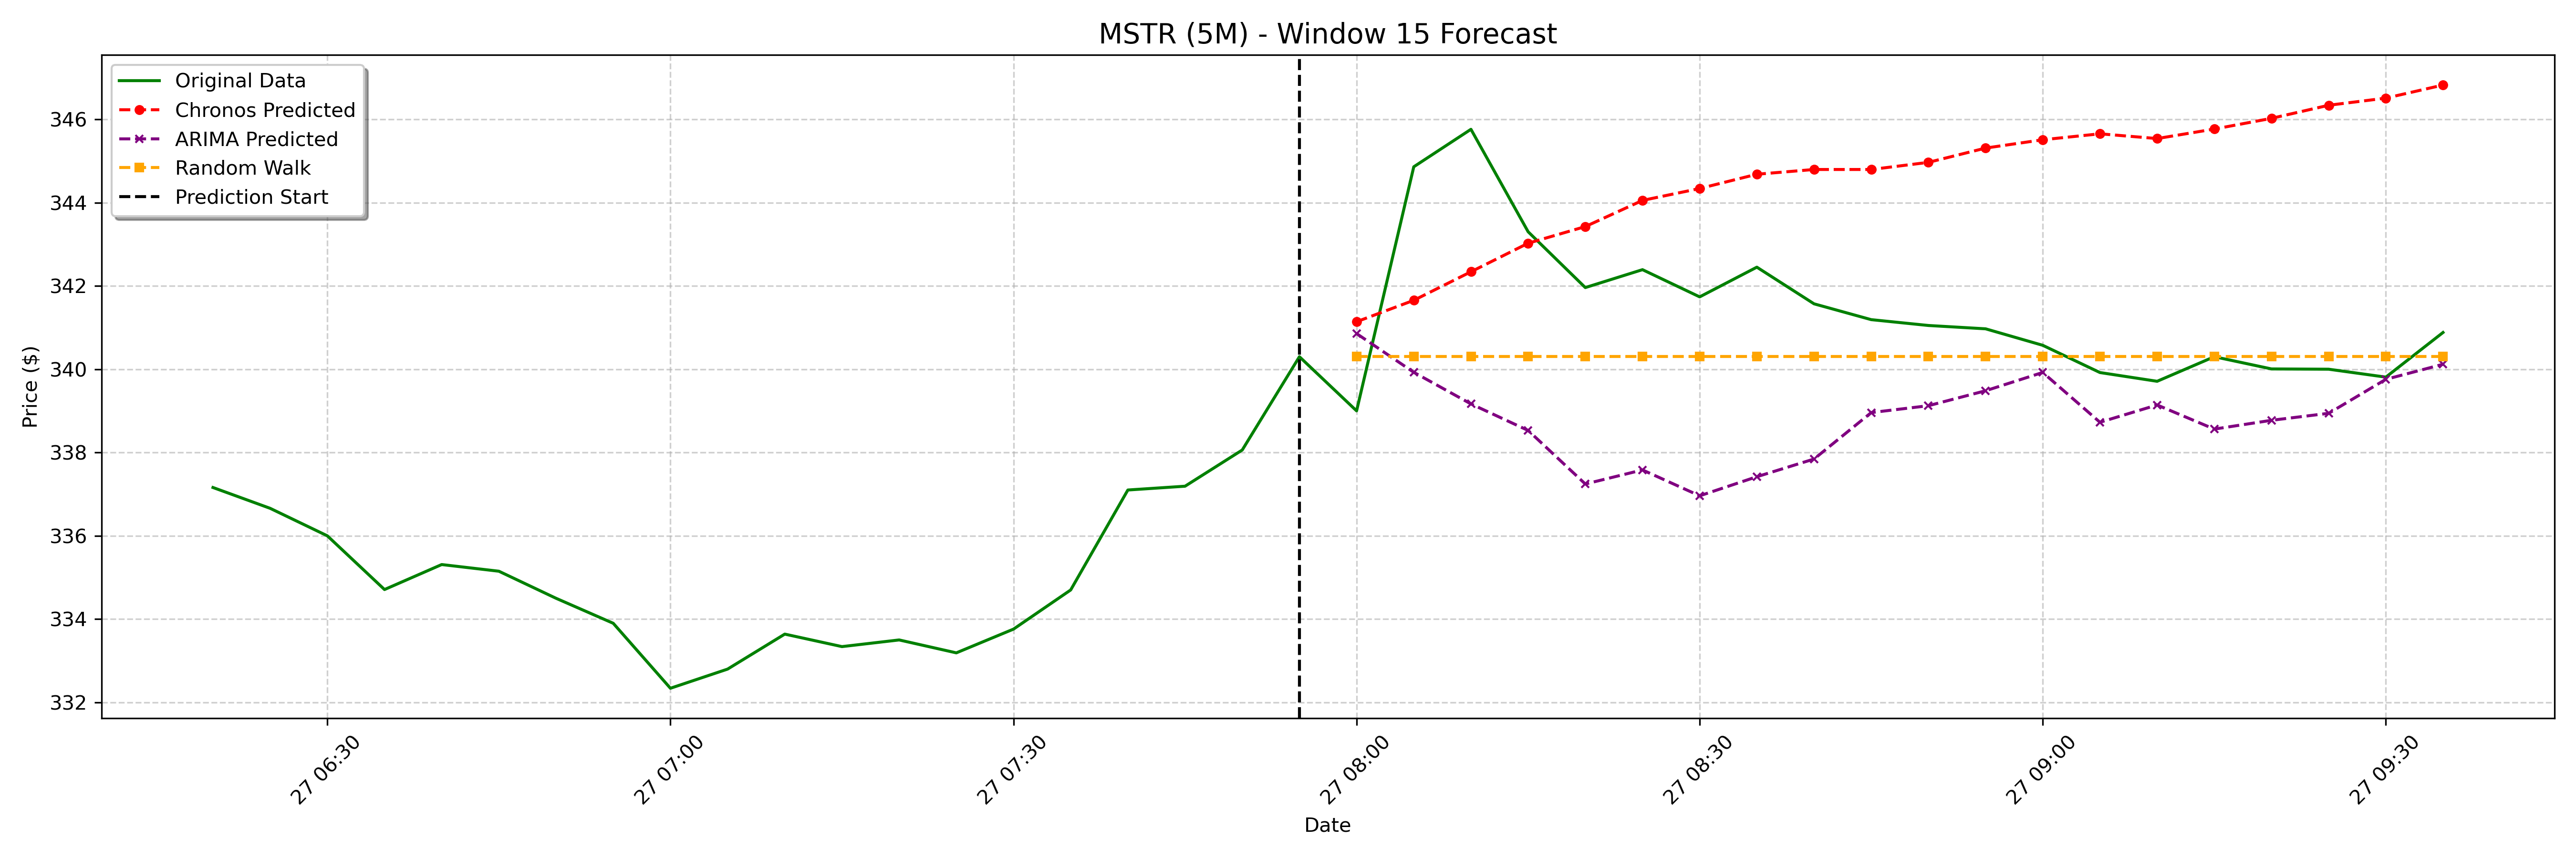 MSTR (5M) - Window 15 Forecast
Original Data
Chronos Predicted
ARIMA Predicted
Random Walk
Prediction Start
Price ($)
346
344
342
340
338
336
334
332
27 06:30
27 07:00
27 07:30
27 08:00
27 08:30
27 09:00
27 09:30
Date